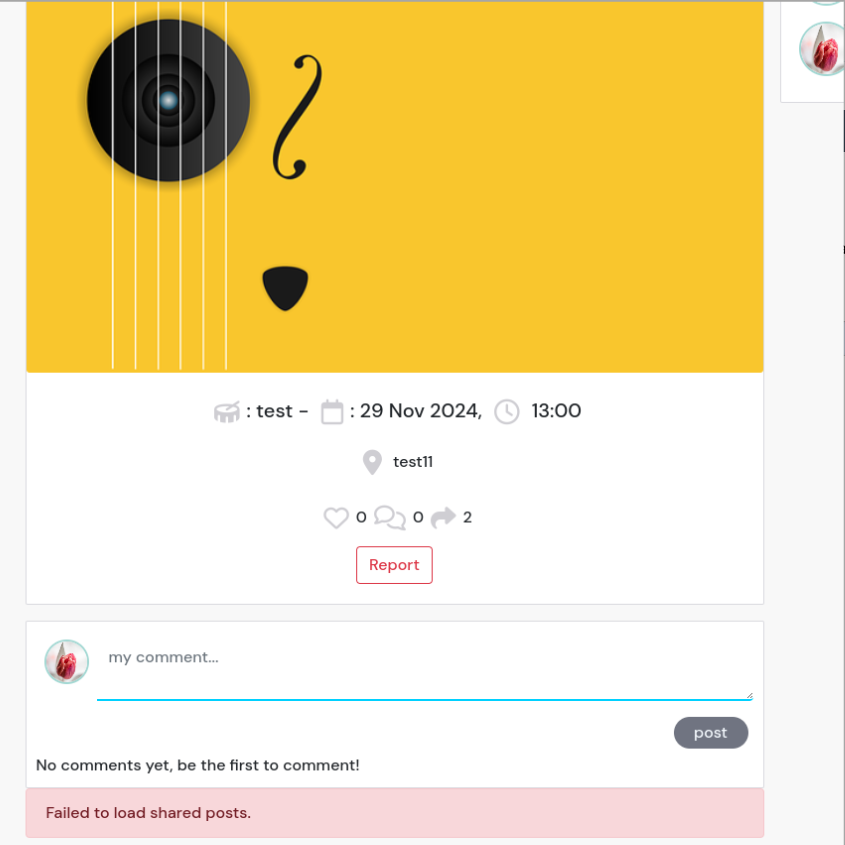 : test - : 29 Nov 2024, 13:00
test11
0 0 2
Report
my comment...
post
No comments yet, be the first to comment!
Failed to load shared posts.